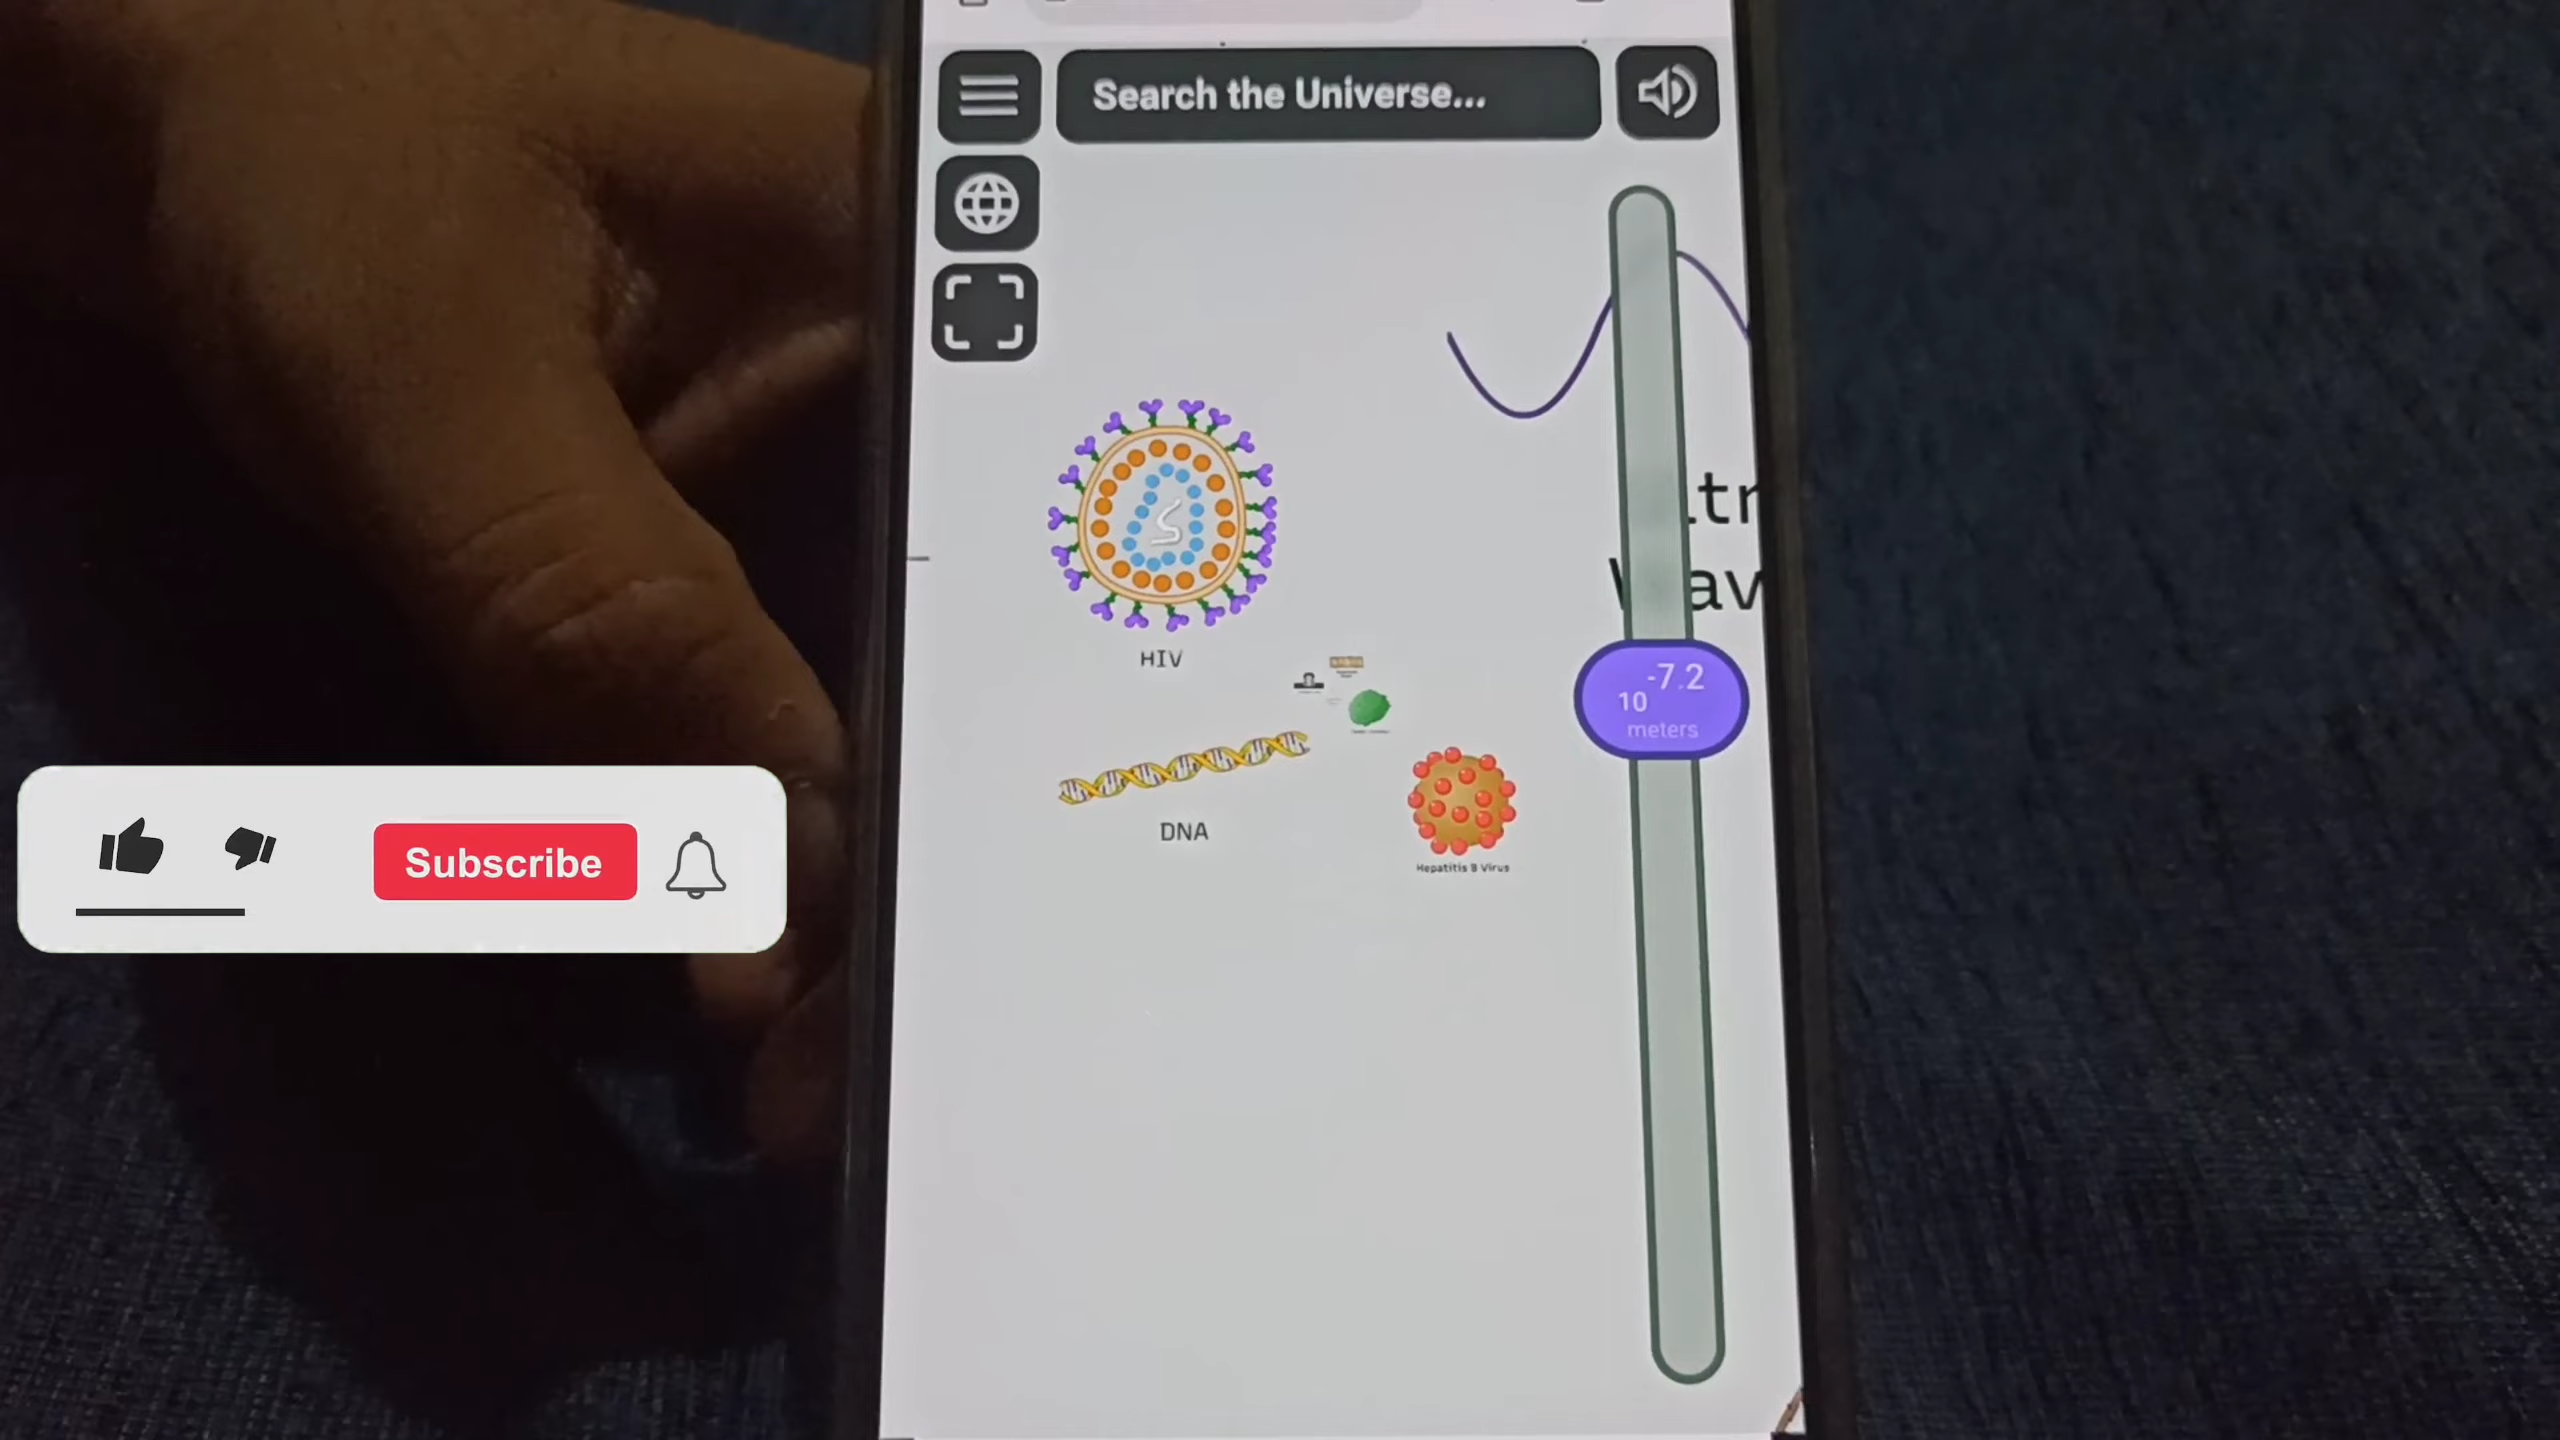 Search the Universe...
HIV
10-7.2
meters
DNA
Hepatitis B Virus
Subscribe